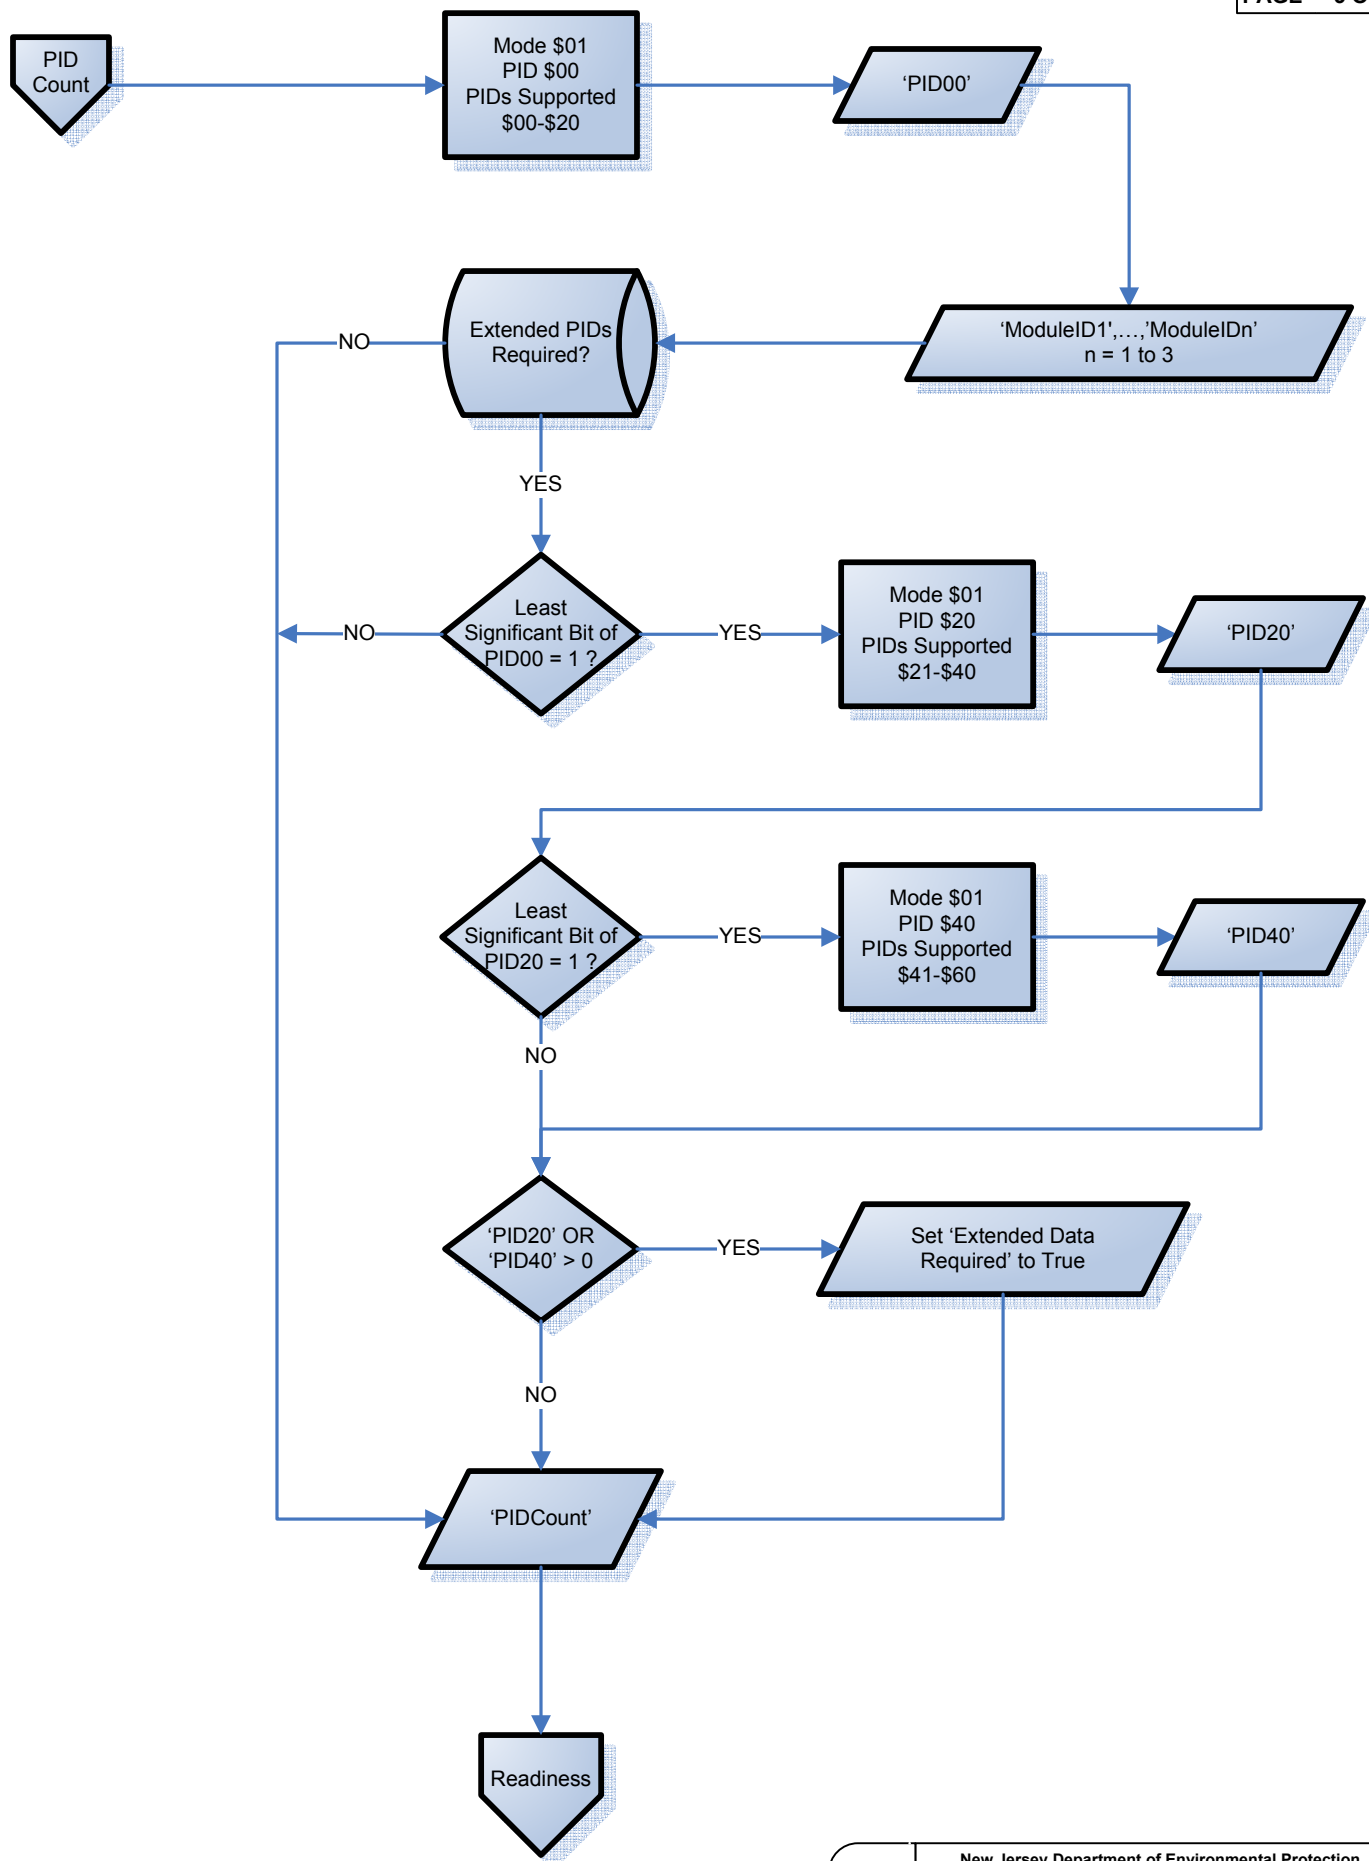 PID
Count
Mode $01
PID $00
PIDs Supported
$00-$20
‘PID00’
‘ModuleID1',…,’ModuleIDn’
n = 1 to 3
Extended PIDs
Required?
NO
YES
Least
Significant Bit of
PID00 = 1 ?
NO
YES
Mode $01
PID $20
PIDs Supported
$21-$40
‘PID20’
Least
Significant Bit of
PID20 = 1 ?
YES
Mode $01
PID $40
PIDs Supported
$41-$60
‘PID40’
NO
‘PID20’ OR
‘PID40’ > 0
YES
Set ‘Extended Data
Required’ to True
NO
‘PIDCount’
Readiness
New Jersey Department of Environmental Protection